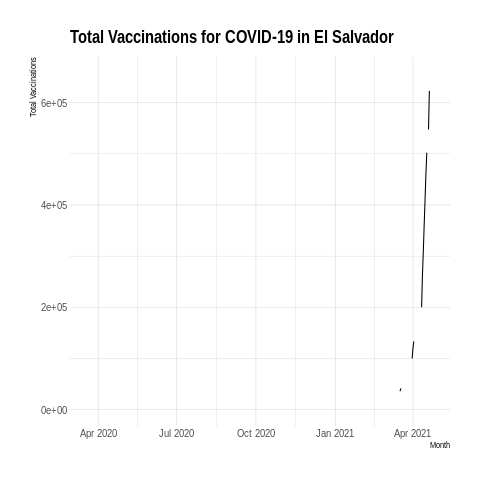 Total Vaccinations for COVID-19 in El Salvador
Total Vaccinations
6e+05
4e+05
2e+05
0e+00
Apr 2020 Jul 2020 Oct 2020 Jan 2021 Apr 2021
Month